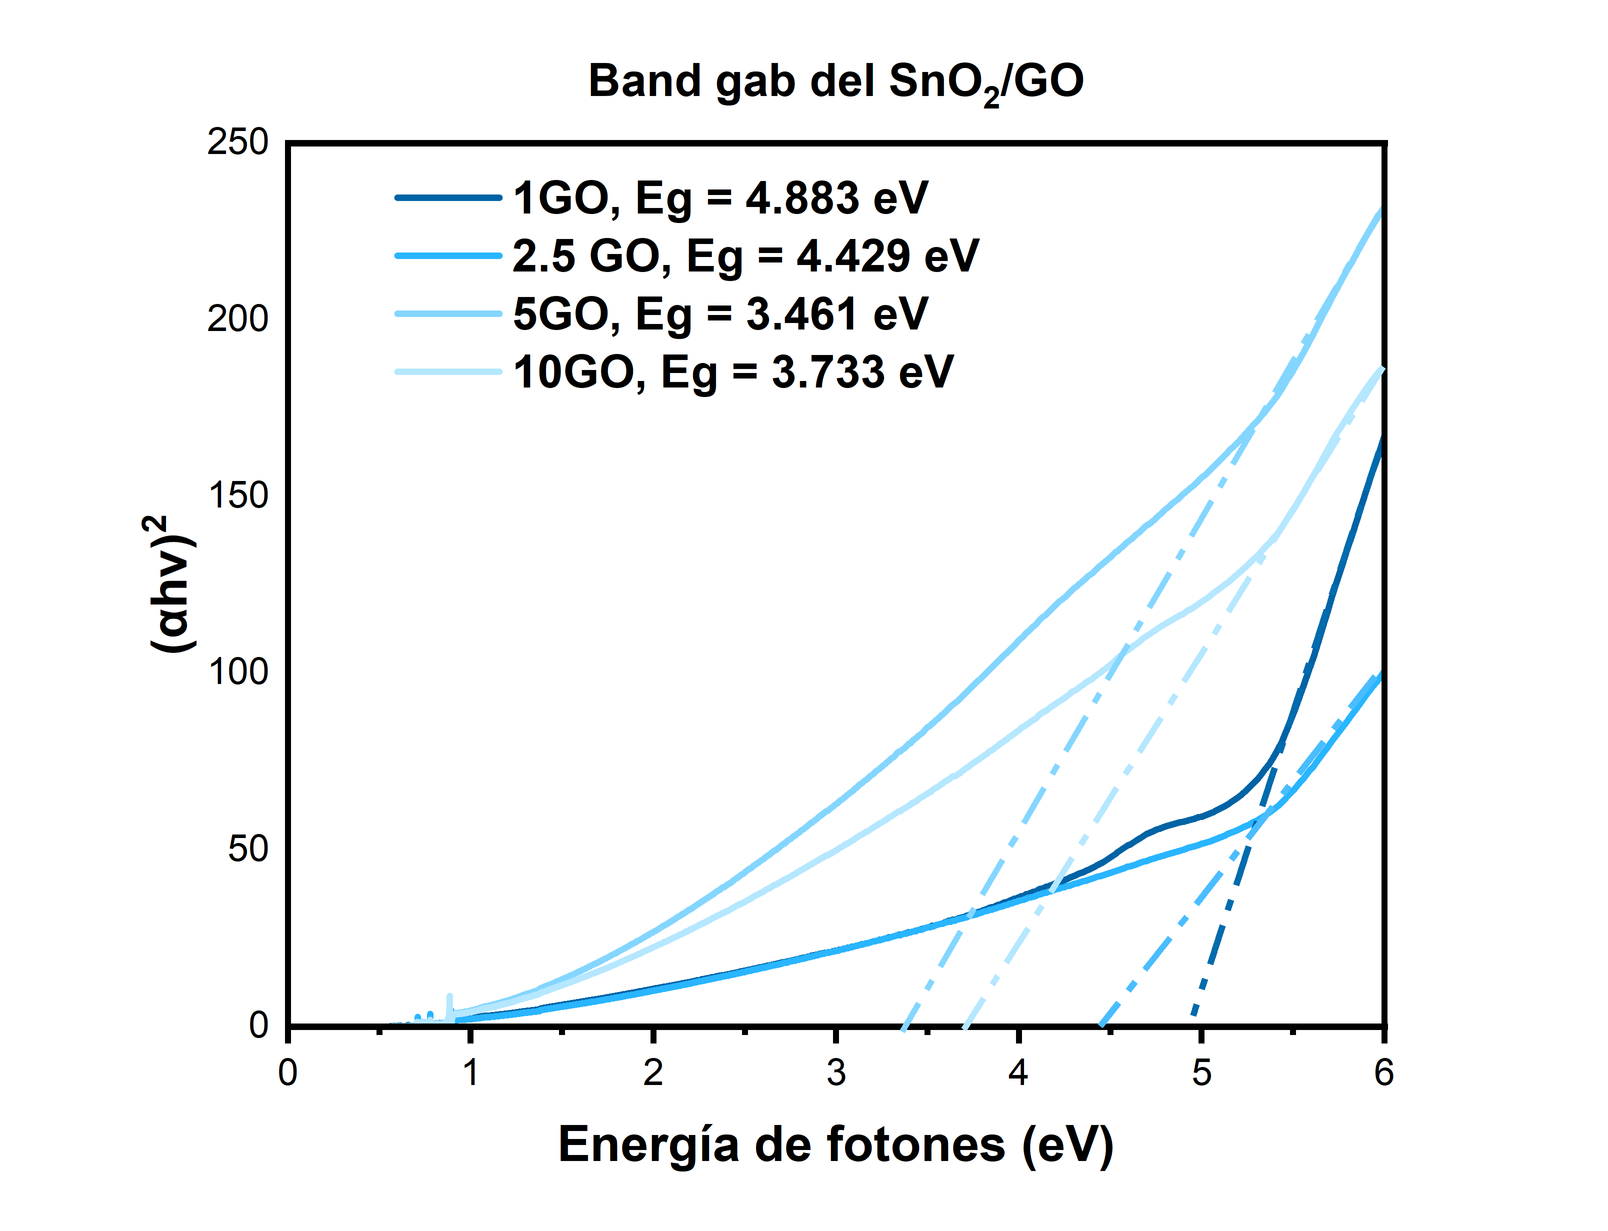 Band gab del SnO₂/GO
250
200
150
100
50
0
(αhv)²
1GO, Eg = 4.883 eV
2.5 GO, Eg = 4.429 eV
5GO, Eg = 3.461 eV
10GO, Eg = 3.733 eV
0 1 2 3 4 5 6
Energía de fotones (eV)